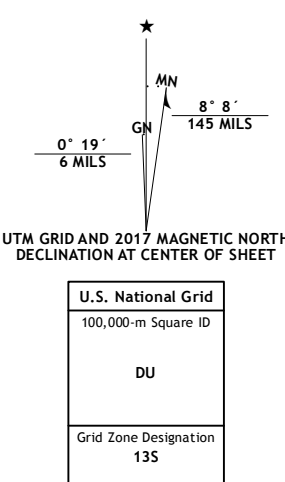 ★
MN
8° 8´
145 MILS
GN
0° 19´
6 MILS
UTM GRID AND 2017 MAGNETIC NORTH
DECLINATION AT CENTER OF SHEET
U.S. National Grid
100,000-m Square ID
DU
Grid Zone Designation
13S